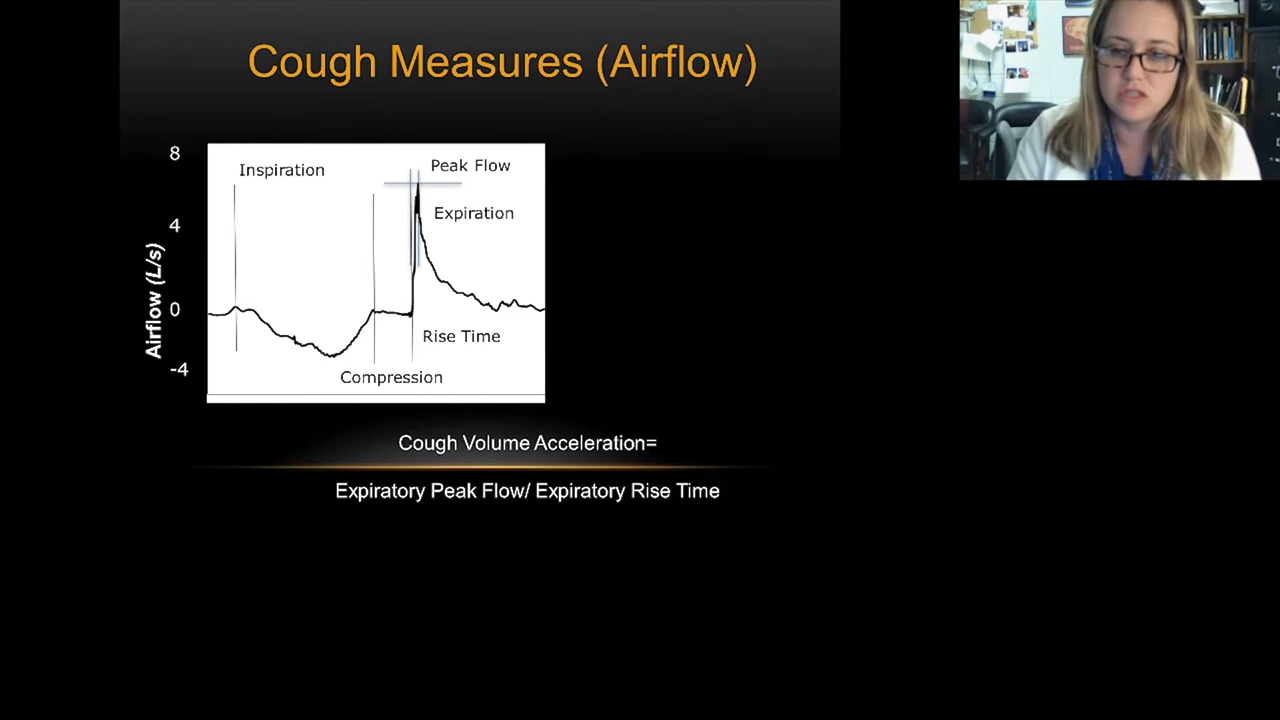 Cough Measures (Airflow)
8
4
0
-4
Airflow (L/s)
Inspiration
Peak Flow
Expiration
Rise Time
Compression
Cough Volume Acceleration=
Expiratory Peak Flow/ Expiratory Rise Time